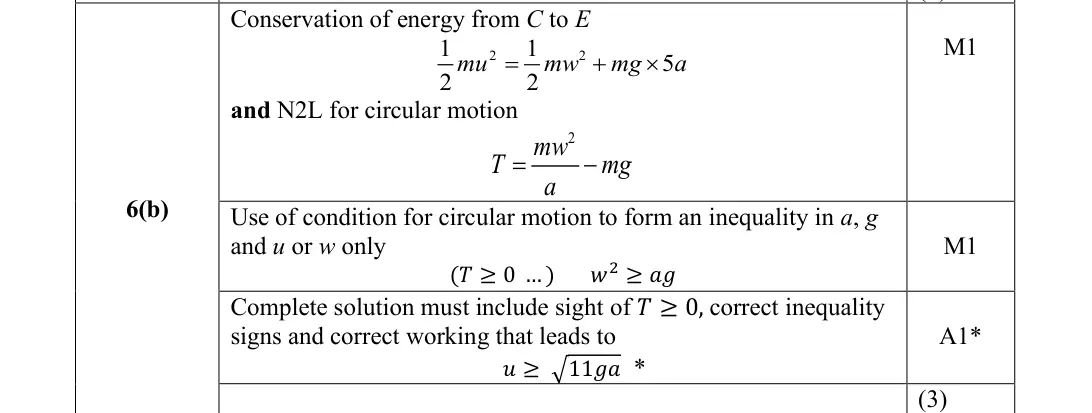 Conservation of energy from C to E
1/2 mu² = 1/2 mw² + mg × 5a
M1
and N2L for circular motion
T = mw²/a − mg
6(b)
Use of condition for circular motion to form an inequality in a, g
and u or w only
M1
(T ≥ 0 …) w² ≥ ag
Complete solution must include sight of T ≥ 0, correct inequality
signs and correct working that leads to
A1*
u ≥ √11ga *
(3)